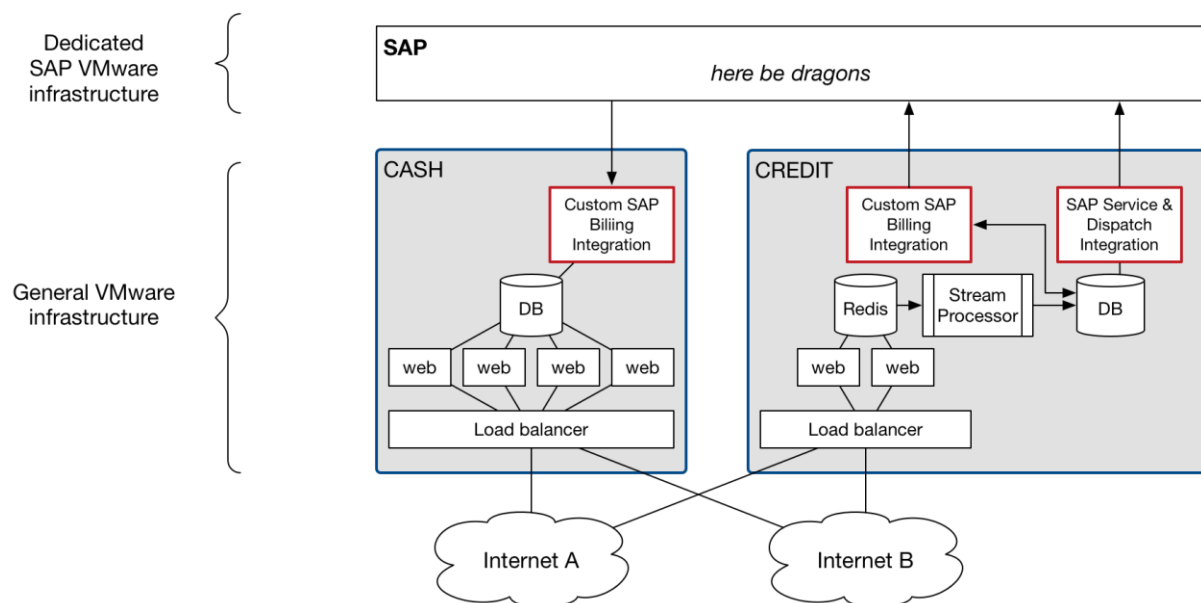 Dedicated
SAP VMware
infrastructure
SAP
here be dragons
General VMware
infrastructure
CASH
Custom SAP
Biliing
Integration
DB
web
web
web
web
Load balancer
CREDIT
Custom SAP
Billing
Integration
SAP Service &
Dispatch
Integration
Redis
Stream
Processor
DB
web
web
Load balancer
Internet A
Internet B